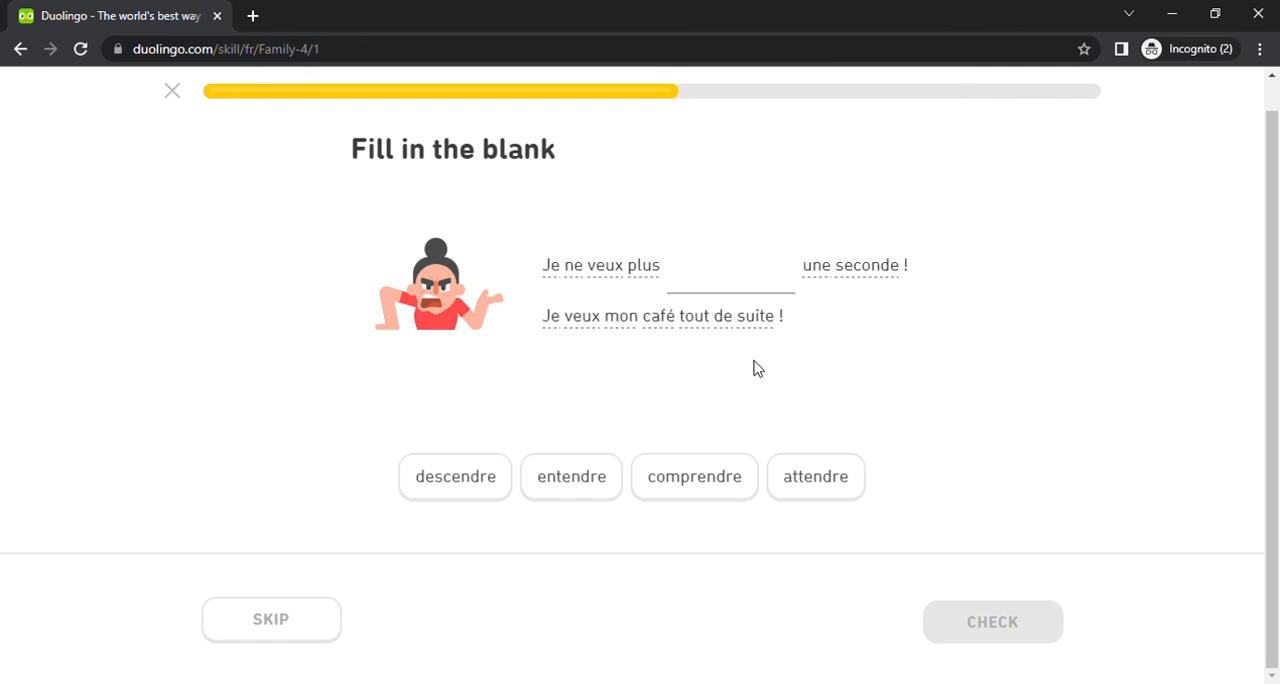 Duolingo - The world's best way
duolingo.com/skill/fr/Family-4/1
Incognito (2)
Fill in the blank
Je ne veux plus ____ une seconde !
Je veux mon café tout de suite !
descendre entendre comprendre attendre
SKIP CHECK